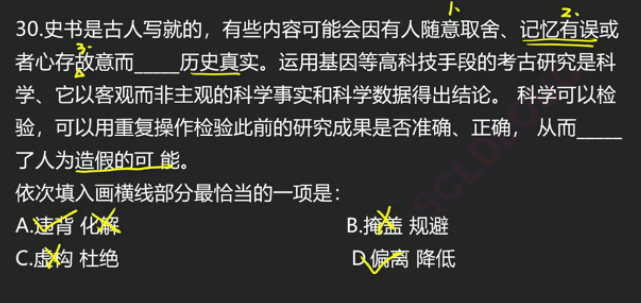 30.史书是古人写就的，有些内容可能会因有人随意取舍、记忆有误或
者心存故意而_____历史真实。运用基因等高科技手段的考古研究是科
学、它以客观而非主观的科学事实和科学数据得出结论。 科学可以检
验，可以用重复操作检验此前的研究成果是否准确、正确， 从而_____
了人为造假的可 能。
依次填入画横线部分最恰当的一项是：
A.违背 化解 B.掩盖 规避
C.虚构 杜绝 D.偏离 降低
1.
2.
3.